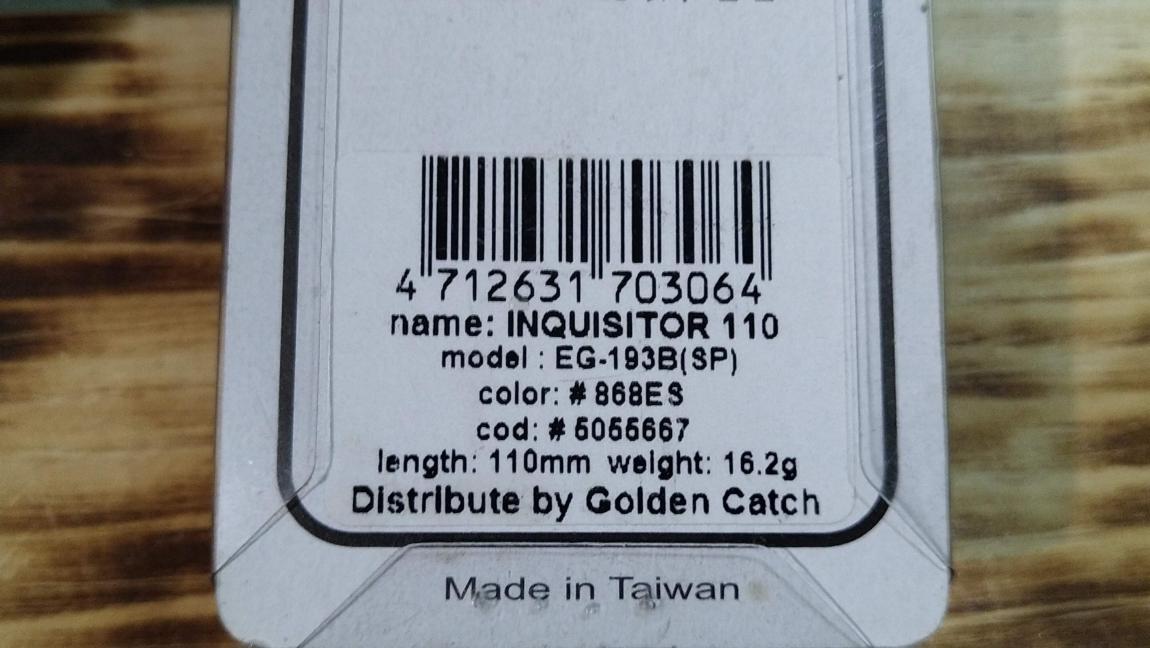 4 712631 703064
name: INQUISITOR 110
model : EG-193B(SP)
color: # 868ES
cod: # 5055667
length: 110mm weight: 16.2g
Distribute by Golden Catch
Made in Taiwan